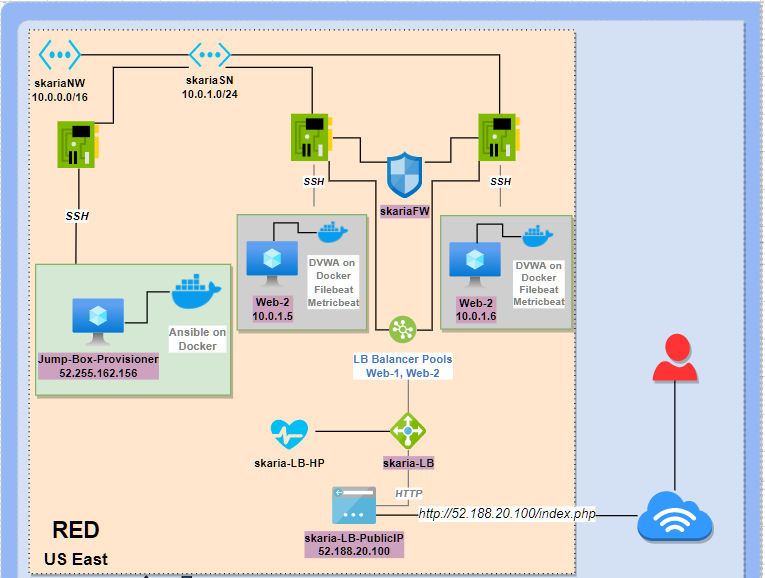 skariaNW
10.0.0.0/16
skariaSN
10.0.1.0/24
SSH
SSH
SSH
skariaFW
DVWA on
Docker
Filebeat
Metricbeat
Web-2
10.0.1.5
DVWA on
Docker
Filebeat
Metricbeat
Web-2
10.0.1.6
Ansible on
Docker
Jump-Box-Provisioner
52.255.162.156
LB Balancer Pools
Web-1, Web-2
skaria-LB-HP
skaria-LB
HTTP
http://52.188.20.100/index.php
skaria-LB-PublicIP
52.188.20.100
RED
US East